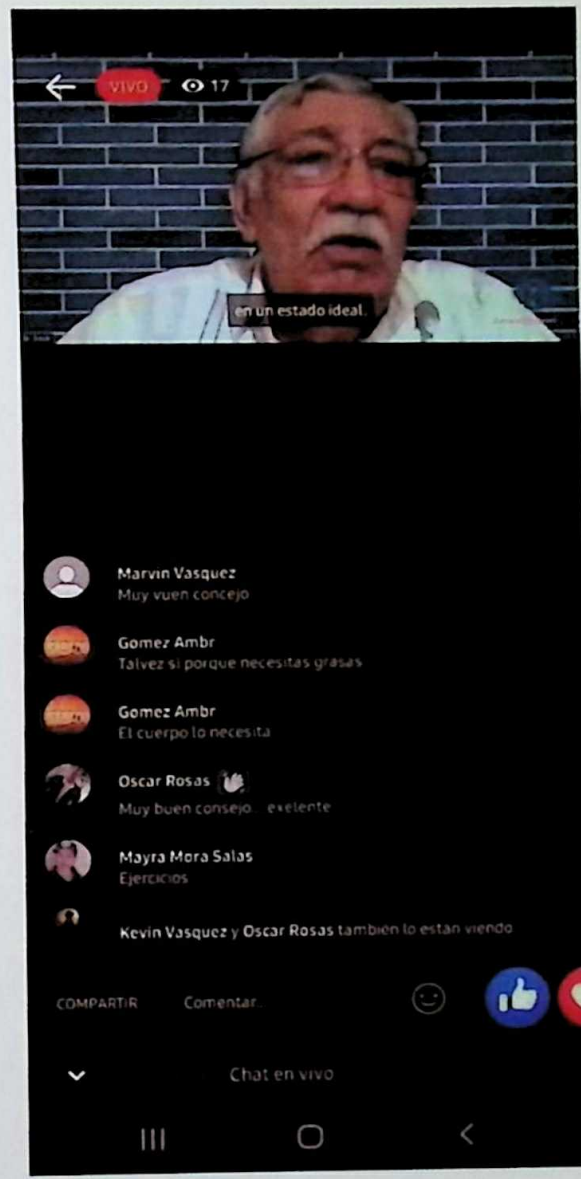 VIVO 17
en un estado ideal.
Marvin Vasquez
Muy vuen concejo
Gomez Ambr
Talvez si porque necesitas grasas
Gomez Ambr
El cuerpo lo necesita
Oscar Rosas
Muy buen consejo.. exelente
Mayra Mora Salas
Ejercicios
Kevin Vasquez y Oscar Rosas también lo están viendo
COMPARTIR Comentar..
Chat en vivo